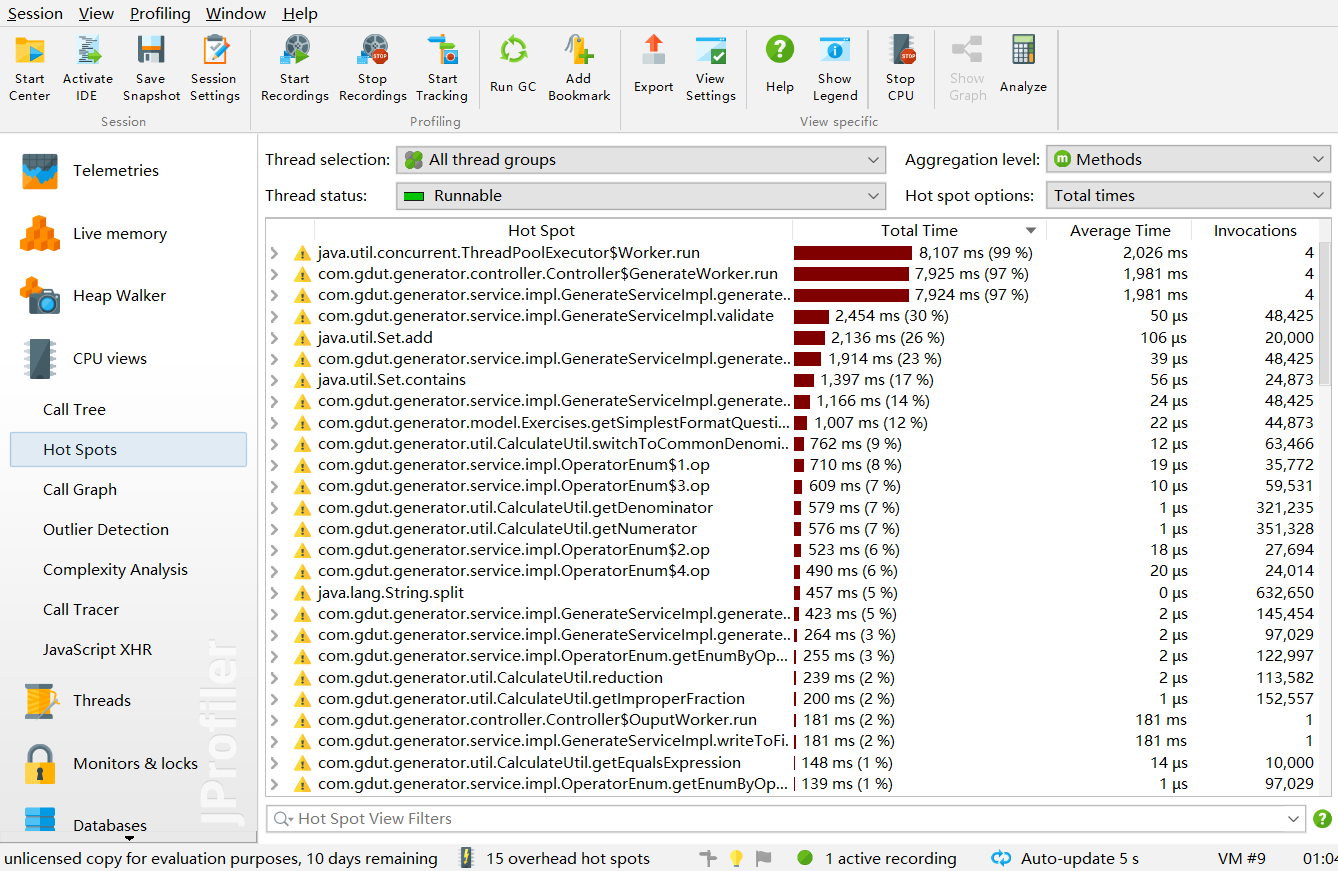 Session View Profiling Window Help
Start Center
Activate IDE
Save Snapshot
Session Settings
Start Recordings
Stop Recordings
Start Tracking
Run GC
Add Bookmark
Export
View Settings
Help
Show Legend
Stop CPU
Show Graph
Analyze
Session
Profiling
View specific
Telemetries
Live memory
Heap Walker
CPU views
Call Tree
Hot Spots
Call Graph
Outlier Detection
Complexity Analysis
Call Tracer
JavaScript XHR
Threads
Monitors & locks
Databases
JProfiler
Thread selection: All thread groups
Aggregation level: m Methods
Thread status: Runnable
Hot spot options: Total times
Hot Spot Total Time Average Time Invocations
java.util.concurrent.ThreadPoolExecutor$Worker.run 8,107 ms (99 %) 2,026 ms 4
com.gdut.generator.controller.Controller$GenerateWorker.run 7,925 ms (97 %) 1,981 ms 4
com.gdut.generator.service.impl.GenerateServiceImpl.generate.. 7,924 ms (97 %) 1,981 ms 4
com.gdut.generator.service.impl.GenerateServiceImpl.validate 2,454 ms (30 %) 50 µs 48,425
java.util.Set.add 2,136 ms (26 %) 106 µs 20,000
com.gdut.generator.service.impl.GenerateServiceImpl.generate.. 1,914 ms (23 %) 39 µs 48,425
java.util.Set.contains 1,397 ms (17 %) 56 µs 24,873
com.gdut.generator.service.impl.GenerateServiceImpl.generate.. 1,166 ms (14 %) 24 µs 48,425
com.gdut.generator.model.Exercises.getSimplestFormatQuesti... 1,007 ms (12 %) 22 µs 44,873
com.gdut.generator.util.CalculateUtil.switchToCommonDenomi.. 762 ms (9 %) 12 µs 63,466
com.gdut.generator.service.impl.OperatorEnum$1.op 710 ms (8 %) 19 µs 35,772
com.gdut.generator.service.impl.OperatorEnum$3.op 609 ms (7 %) 10 µs 59,531
com.gdut.generator.util.CalculateUtil.getDenominator 579 ms (7 %) 1 µs 321,235
com.gdut.generator.util.CalculateUtil.getNumerator 576 ms (7 %) 1 µs 351,328
com.gdut.generator.service.impl.OperatorEnum$2.op 523 ms (6 %) 18 µs 27,694
com.gdut.generator.service.impl.OperatorEnum$4.op 490 ms (6 %) 20 µs 24,014
java.lang.String.split 457 ms (5 %) 0 µs 632,650
com.gdut.generator.service.impl.GenerateServiceImpl.generate.. 423 ms (5 %) 2 µs 145,454
com.gdut.generator.service.impl.GenerateServiceImpl.generate.. 264 ms (3 %) 2 µs 97,029
com.gdut.generator.service.impl.OperatorEnum.getEnumByOp... 255 ms (3 %) 2 µs 122,997
com.gdut.generator.util.CalculateUtil.reduction 239 ms (2 %) 2 µs 113,582
com.gdut.generator.util.CalculateUtil.getImproperFraction 200 ms (2 %) 1 µs 152,557
com.gdut.generator.controller.Controller$OuputWorker.run 181 ms (2 %) 181 ms 1
com.gdut.generator.service.impl.GenerateServiceImpl.writeToFi. 181 ms (2 %) 181 ms 1
com.gdut.generator.util.CalculateUtil.getEqualsExpression 148 ms (1 %) 14 µs 10,000
com.gdut.generator.service.impl.OperatorEnum.getEnumByOp... 139 ms (1 %) 1 µs 97,029
Hot Spot View Filters
unlicensed copy for evaluation purposes, 10 days remaining 15 overhead hot spots 1 active recording Auto-update 5 s VM #9 01:04